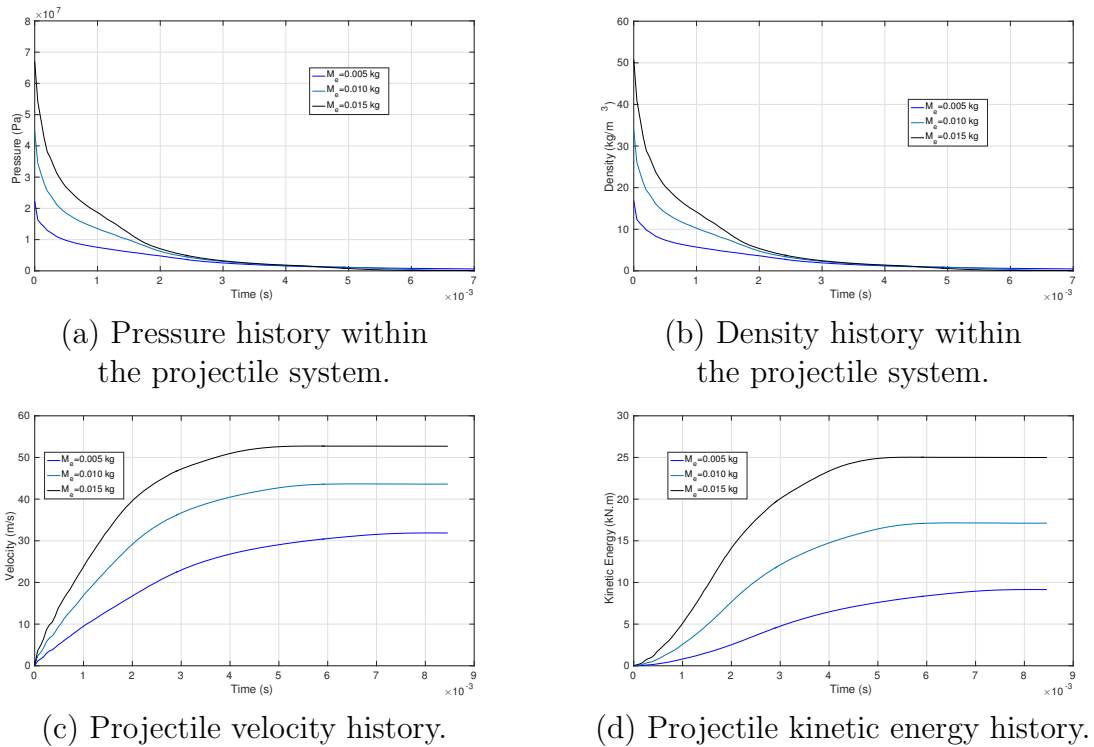 8 ×10^7
7
6
5
4
3
2
1
0
Pressure (Pa)
M_e=0.005 kg
M_e=0.010 kg
M_e=0.015 kg
0 1 2 3 4 5 6 7
Time (s) ×10^-3
60
50
40
30
20
10
0
Density (kg/m^3)
M_e=0.005 kg
M_e=0.010 kg
M_e=0.015 kg
0 1 2 3 4 5 6 7
Time (s) ×10^-3
(a) Pressure history within
the projectile system.
(b) Density history within
the projectile system.
60
50
40
30
20
10
0
Velocity (m/s)
M_e=0.005 kg
M_e=0.010 kg
M_e=0.015 kg
0 1 2 3 4 5 6 7 8 9
Time (s) ×10^-3
30
25
20
15
10
5
0
Kinetic Energy (kN.m)
M_e=0.005 kg
M_e=0.010 kg
M_e=0.015 kg
0 1 2 3 4 5 6 7 8 9
Time (s) ×10^-3
(c) Projectile velocity history.
(d) Projectile kinetic energy history.